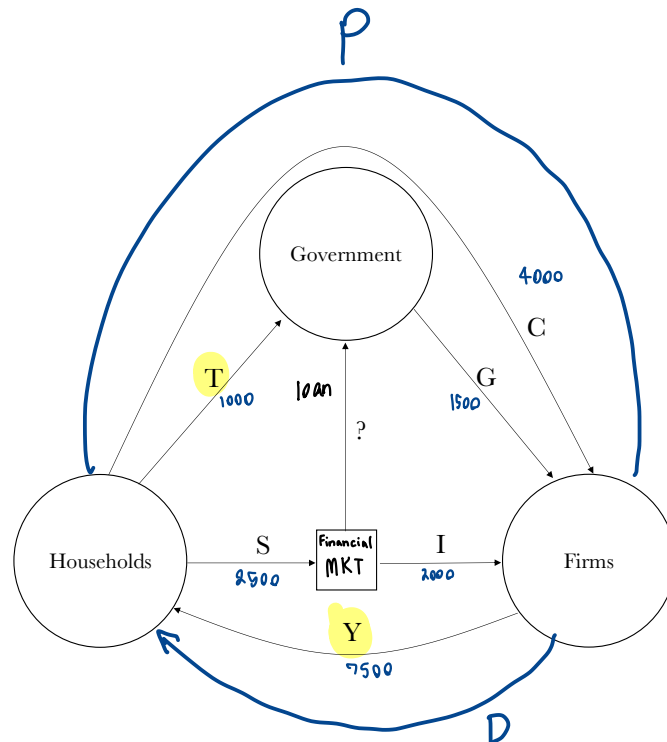 P
Government
4000
C
T
1000
loan
G
1500
?
Households
S
2500
Financial
MKT
I
2000
Firms
Y
7500
D